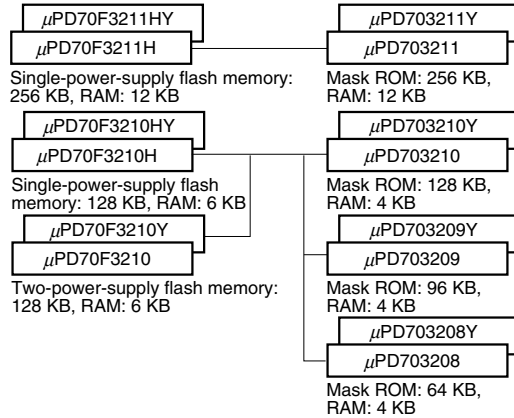 μPD70F3211HY
μPD70F3211H
Single-power-supply flash memory:
256 KB, RAM: 12 KB
μPD703211Y
μPD703211
Mask ROM: 256 KB,
RAM: 12 KB
μPD70F3210HY
μPD70F3210H
Single-power-supply flash
memory: 128 KB, RAM: 6 KB
μPD703210Y
μPD703210
Mask ROM: 128 KB,
RAM: 4 KB
μPD70F3210Y
μPD70F3210
Two-power-supply flash memory:
128 KB, RAM: 6 KB
μPD703209Y
μPD703209
Mask ROM: 96 KB,
RAM: 4 KB
μPD703208Y
μPD703208
Mask ROM: 64 KB,
RAM: 4 KB